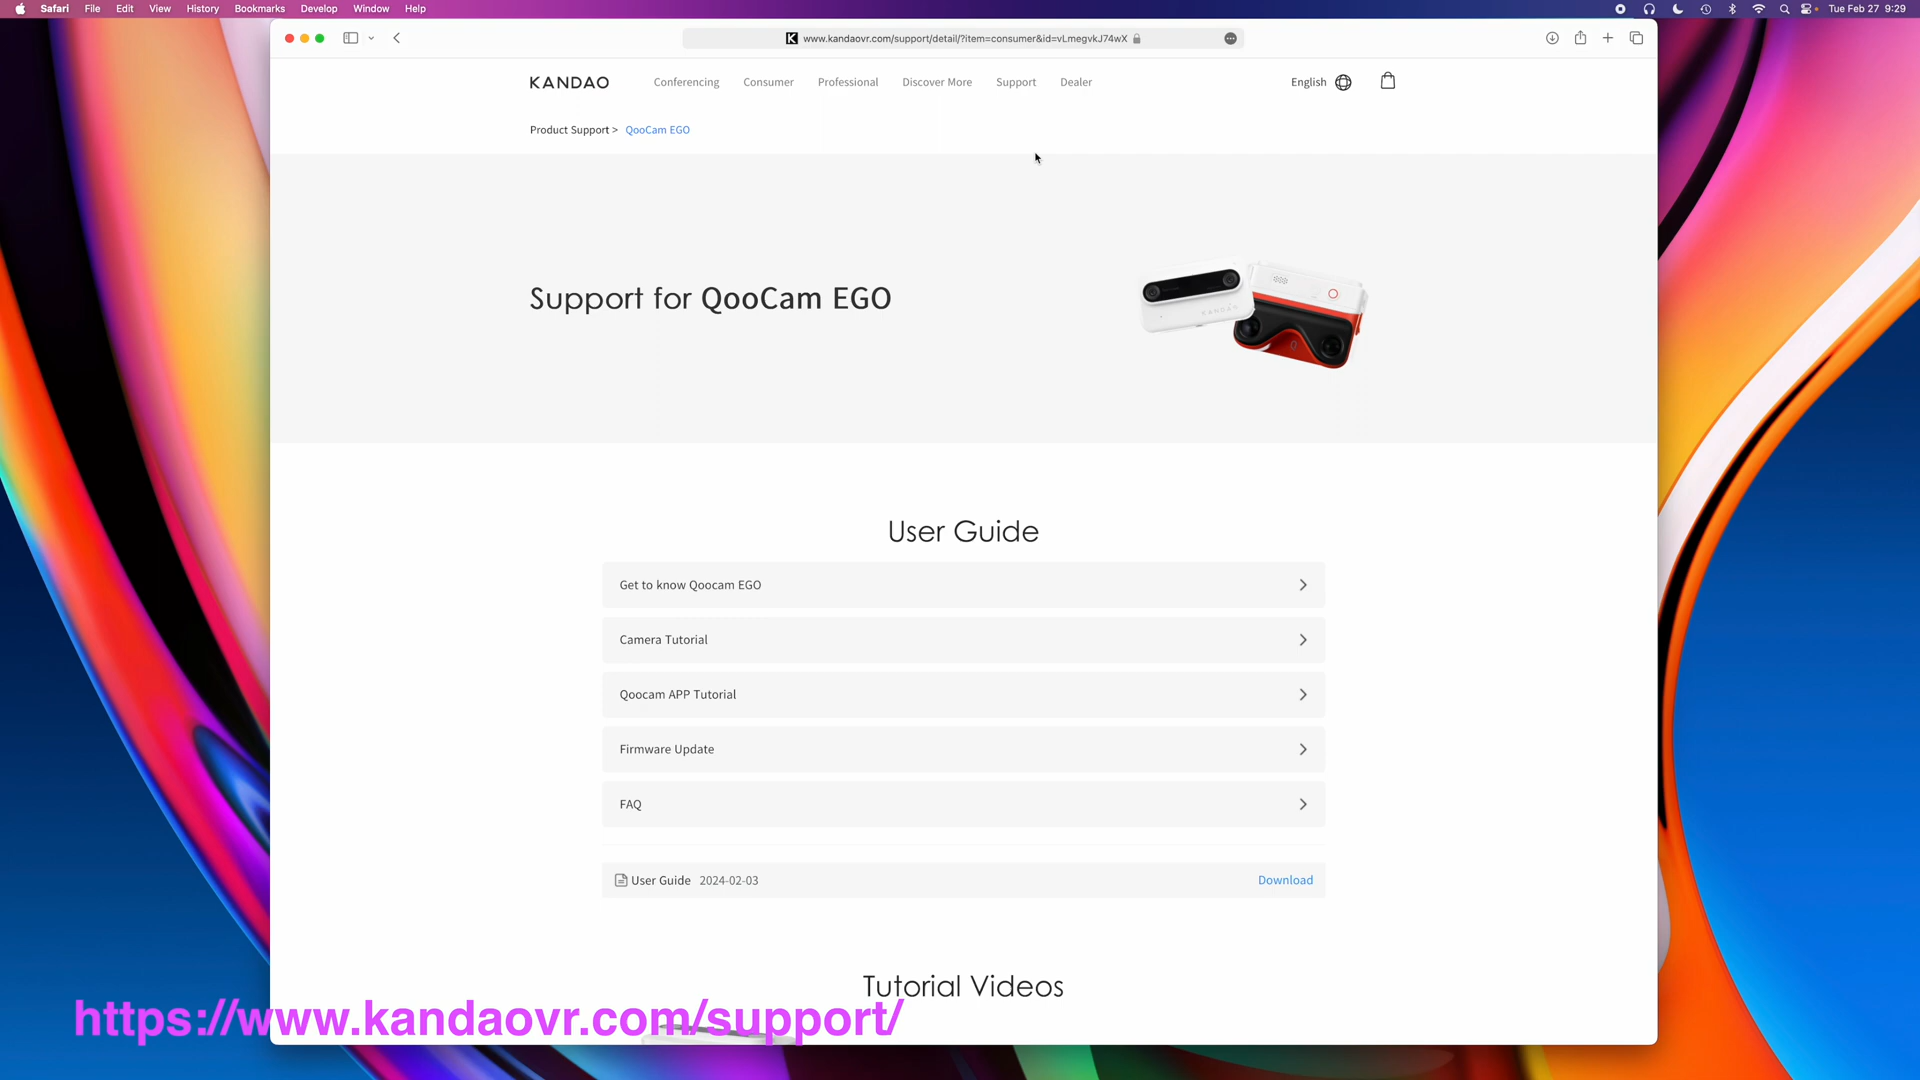 Safari File Edit View History Bookmarks Develop Window Help Tue Feb 27 9:29
www.kandaovr.com/support/detail/?item=consumer&id=vLmegvkJ74wX
KANDAO Conferencing Consumer Professional Discover More Support Dealer English
Product Support > QooCam EGO
Support for QooCam EGO
KANDAO
User Guide
Get to know Qoocam EGO
Camera Tutorial
Qoocam APP Tutorial
Firmware Update
FAQ
User Guide 2024-02-03 Download
Tutorial Videos
https://www.kandaovr.com/support/